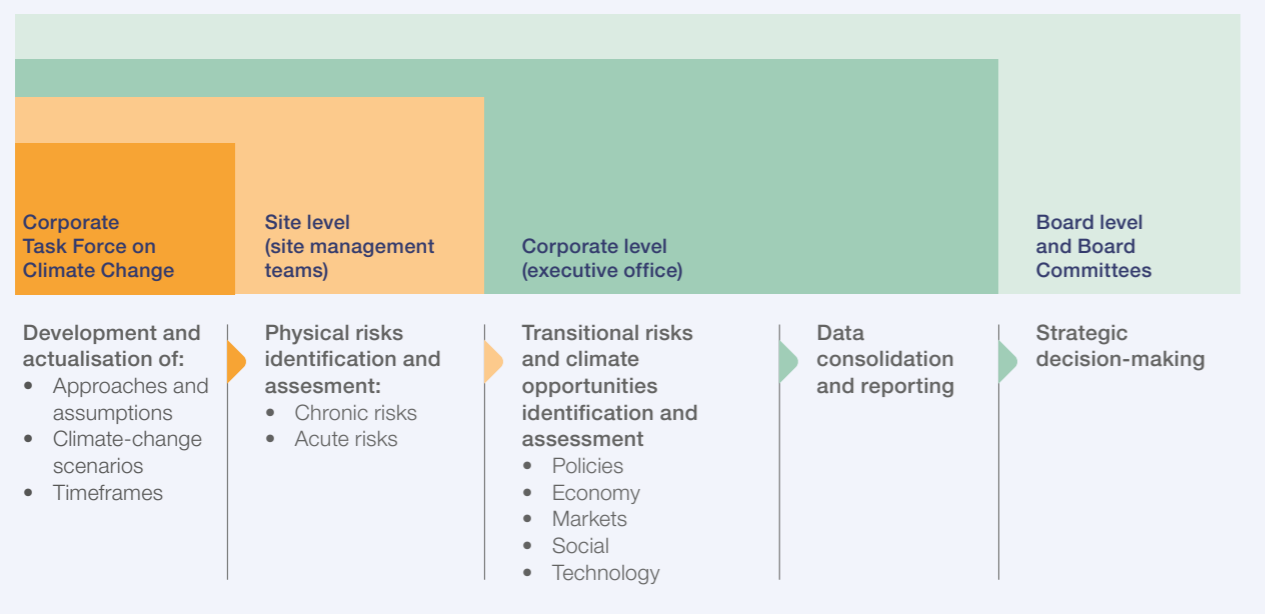 Corporate
Task Force on
Climate Change
Site level
(site management
teams)
Corporate level
(executive office)
Board level
and Board
Committees
Development and
actualisation of:
• Approaches and
assumptions
• Climate-change
scenarios
• Timeframes
Physical risks
identification and
assesment:
• Chronic risks
• Acute risks
Transitional risks
and climate
opportunities
identification and
assessment
• Policies
• Economy
• Markets
• Social
• Technology
Data
consolidation
and reporting
Strategic
decision-making